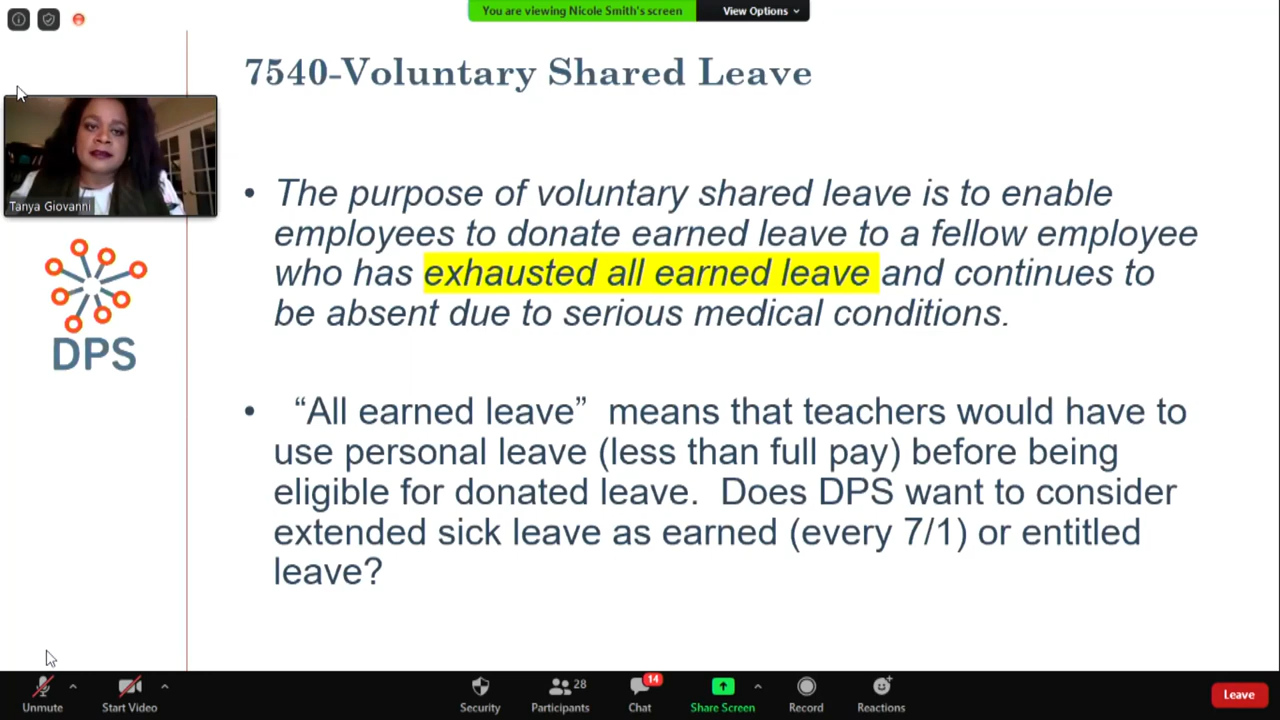 You are viewing Nicole Smith's screen
View Options
7540-Voluntary Shared Leave
Tanya Giovanni
DPS
• The purpose of voluntary shared leave is to enable
employees to donate earned leave to a fellow employee
who has exhausted all earned leave and continues to
be absent due to serious medical conditions.
• “All earned leave” means that teachers would have to
use personal leave (less than full pay) before being
eligible for donated leave. Does DPS want to consider
extended sick leave as earned (every 7/1) or entitled
leave?
Unmute
Start Video
Security
28
Participants
14
Chat
Share Screen
Record
Reactions
Leave